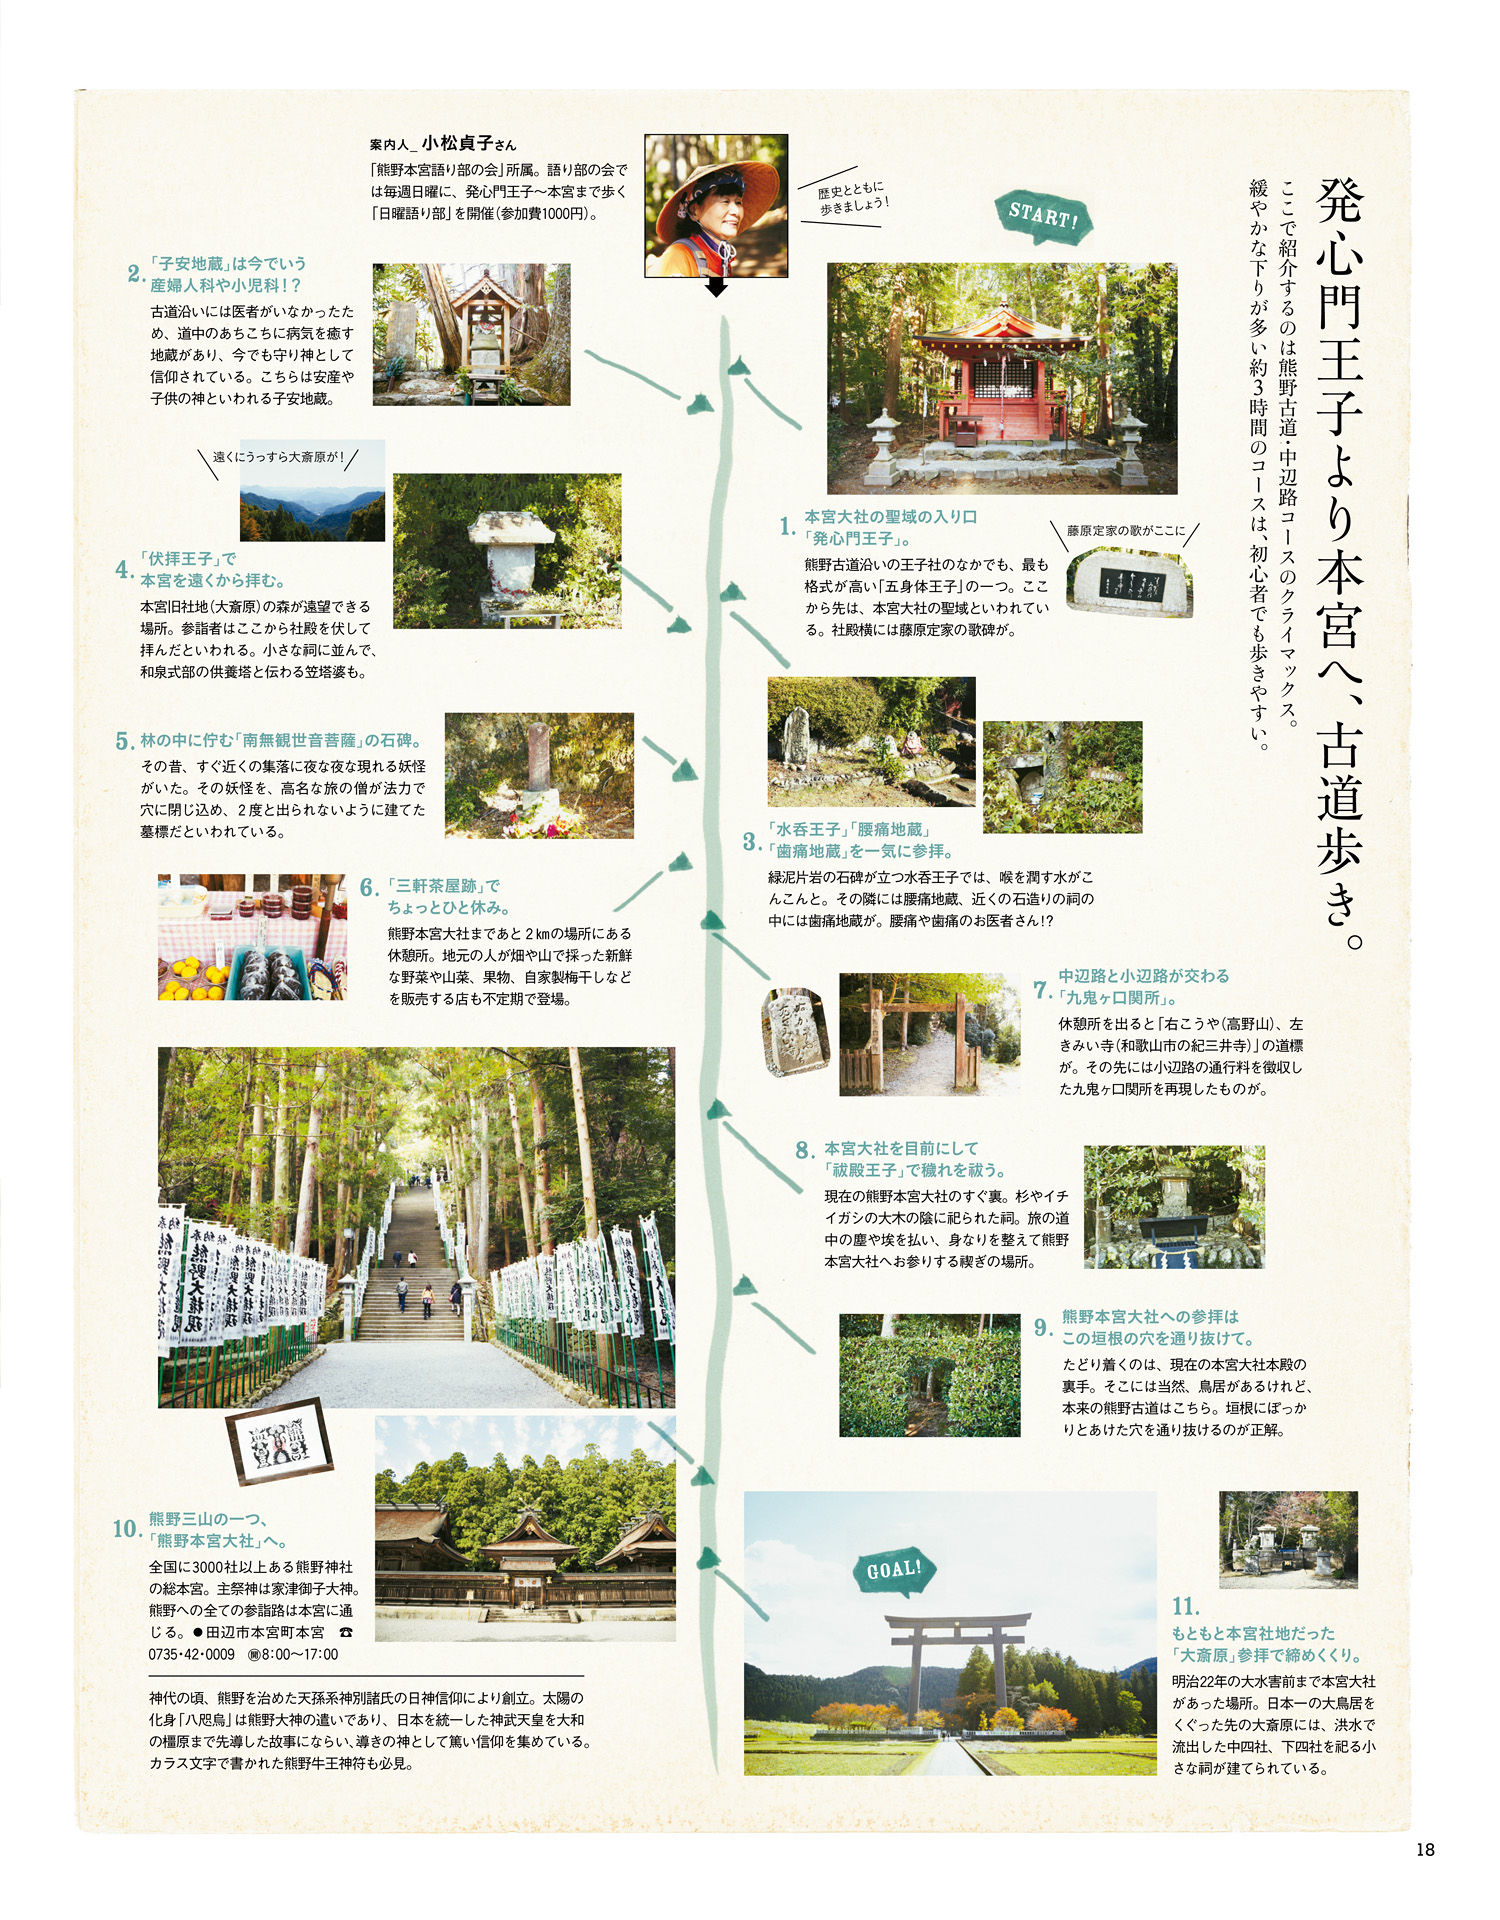 発心門王子より本宮へ、古道歩き。
ここで紹介するのは熊野古道・中辺路コースのクライマックス。
緩やかな下りが多い約3時間のコースは、初心者でも歩きやすい。
案内人_ 小松貞子さん
「熊野本宮語り部の会」所属。語り部の会で
は毎週日曜に、発心門王子〜本宮まで歩く
「日曜語り部」を開催（参加費1000円）。
歴史とともに
歩きましょう！
START!
1. 本宮大社の聖域の入り口
「発心門王子」。
熊野古道沿いの王子社のなかでも、最も
格式が高い「五身体王子」の一つ。ここ
から先は、本宮大社の聖域といわれてい
る。社殿横には藤原定家の歌碑が。
藤原定家の歌がここに
2. 「子安地蔵」は今でいう
産婦人科や小児科！？
古道沿いには医者がいなかったた
め、道中のあちこちに病気を癒す
地蔵があり、今でも守り神として
信仰されている。こちらは安産や
子供の神といわれる子安地蔵。
3. 「水呑王子」「腰痛地蔵」
「歯痛地蔵」を一気に参拝。
緑泥片岩の石碑が立つ水呑王子では、喉を潤す水がこ
んこんと。その隣には腰痛地蔵、近くの石造りの祠の
中には歯痛地蔵が。腰痛や歯痛のお医者さん!?
遠くにうっすら大斎原が！
4. 「伏拝王子」で
本宮を遠くから拝む。
本宮旧社地（大斎原）の森が遠望できる
場所。参詣者はここから社殿を伏して
拝んだといわれる。小さな祠に並んで、
和泉式部の供養塔と伝わる笠塔婆も。
5. 林の中に佇む「南無観世音菩薩」の石碑。
その昔、すぐ近くの集落に夜な夜な現れる妖怪
がいた。その妖怪を、高名な旅の僧が法力で
穴に閉じ込め、2度と出られないように建てた
墓標だといわれている。
6. 「三軒茶屋跡」で
ちょっとひと休み。
熊野本宮大社まであと2kmの場所にある
休憩所。地元の人が畑や山で採った新鮮
な野菜や山菜、果物、自家製梅干しなど
を販売する店も不定期で登場。
7. 中辺路と小辺路が交わる
「九鬼ヶ口関所」。
休憩所を出ると「右こうや（高野山）、左
きみい寺（和歌山市の紀三井寺）」の道標
が。その先には小辺路の通行料を徴収し
た九鬼ヶ口関所を再現したものが。
8. 本宮大社を目前にして
「祓殿王子」で穢れを祓う。
現在の熊野本宮大社のすぐ裏。杉やイチ
イガシの大木の陰に祀られた祠。旅の道
中の塵や埃を払い、身なりを整えて熊野
本宮大社へお参りする禊ぎの場所。
9. 熊野本宮大社への参拝は
この垣根の穴を通り抜けて。
たどり着くのは、現在の本宮大社本殿の
裏手。そこには当然、鳥居があるけれど、
本来の熊野古道はこちら。垣根にぽっか
りとあけた穴を通り抜けるのが正解。
熊野大権現
10. 熊野三山の一つ、
「熊野本宮大社」へ。
全国に3000社以上ある熊野神社
の総本宮。主祭神は家津御子大神。
熊野への全ての参詣路は本宮に通
じる。●田辺市本宮町本宮 ☎
0735・42・0009 ㊺8:00〜17:00
神代の頃、熊野を治めた天孫系神別諸氏の日神信仰により創立。太陽の
化身「八咫烏」は熊野大神の遣いであり、日本を統一した神武天皇を大和
の橿原まで先導した故事にならい、導きの神として篤い信仰を集めている。
カラス文字で書かれた熊野牛王神符も必見。
GOAL!
11.
もともと本宮社地だった
「大斎原」参拝で締めくくり。
明治22年の大水害前まで本宮大社
があった場所。日本一の大鳥居を
くぐった先の大斎原には、洪水で
流出した中四社、下四社を祀る小
さな祠が建てられている。
18